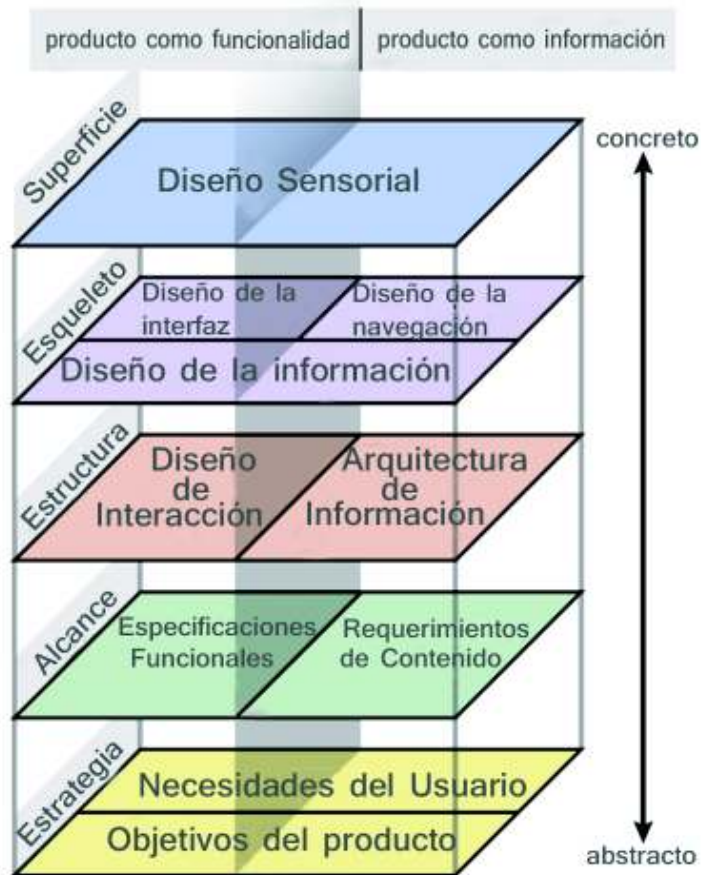 producto como funcionalidad
producto como información
concreto
Superficie
Diseño Sensorial
Esqueleto
Diseño de la
interfaz
Diseño de la
navegación
Diseño de la información
Estructura
Diseño
de
Interacción
Arquitectura
de
Información
Alcance
Especificaciones
Funcionales
Requerimientos
de Contenido
Estrategia
Necesidades del Usuario
Objetivos del producto
abstracto